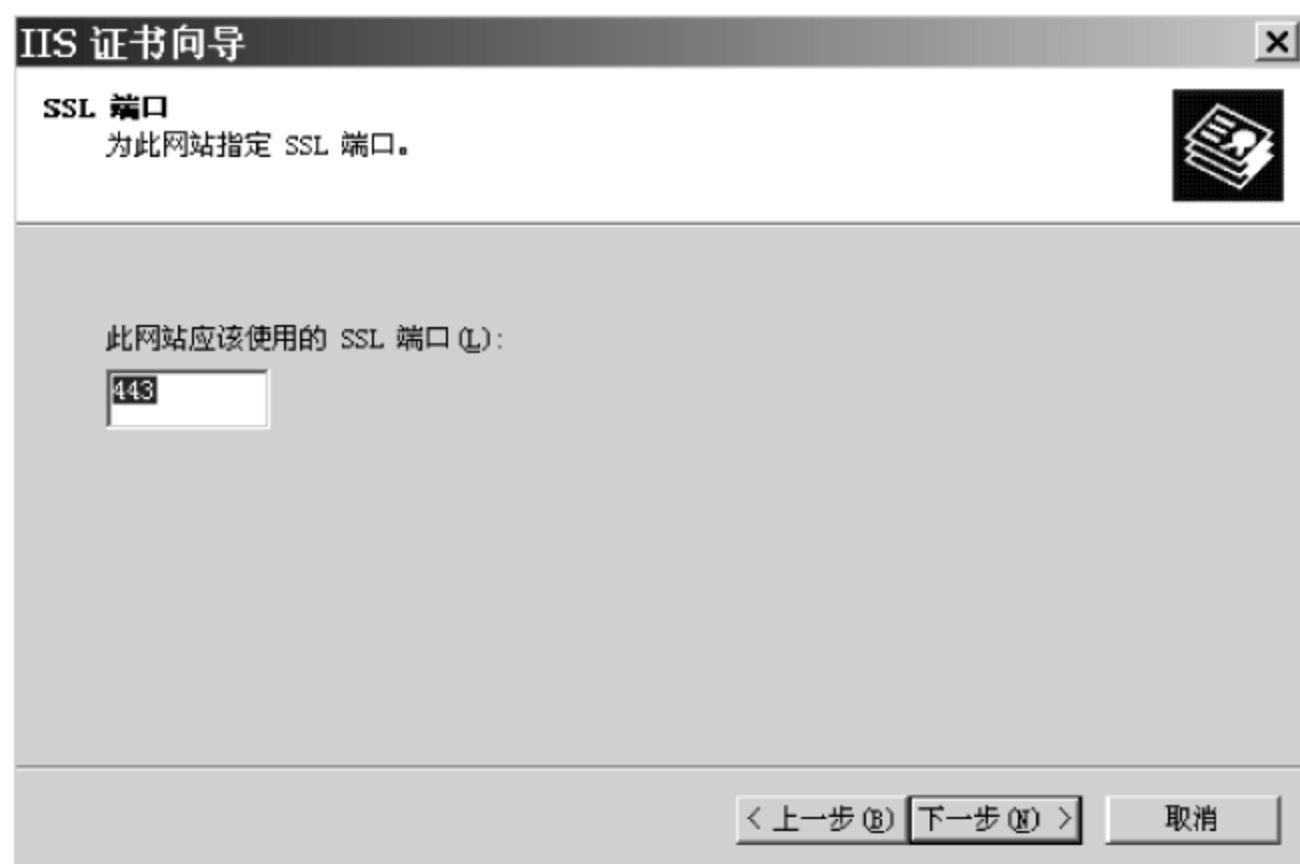 IIS 证书向导
SSL 端口
为此网站指定 SSL 端口。
此网站应该使用的 SSL 端口(L):
443
< 上一步(B) 下一步(N) > 取消